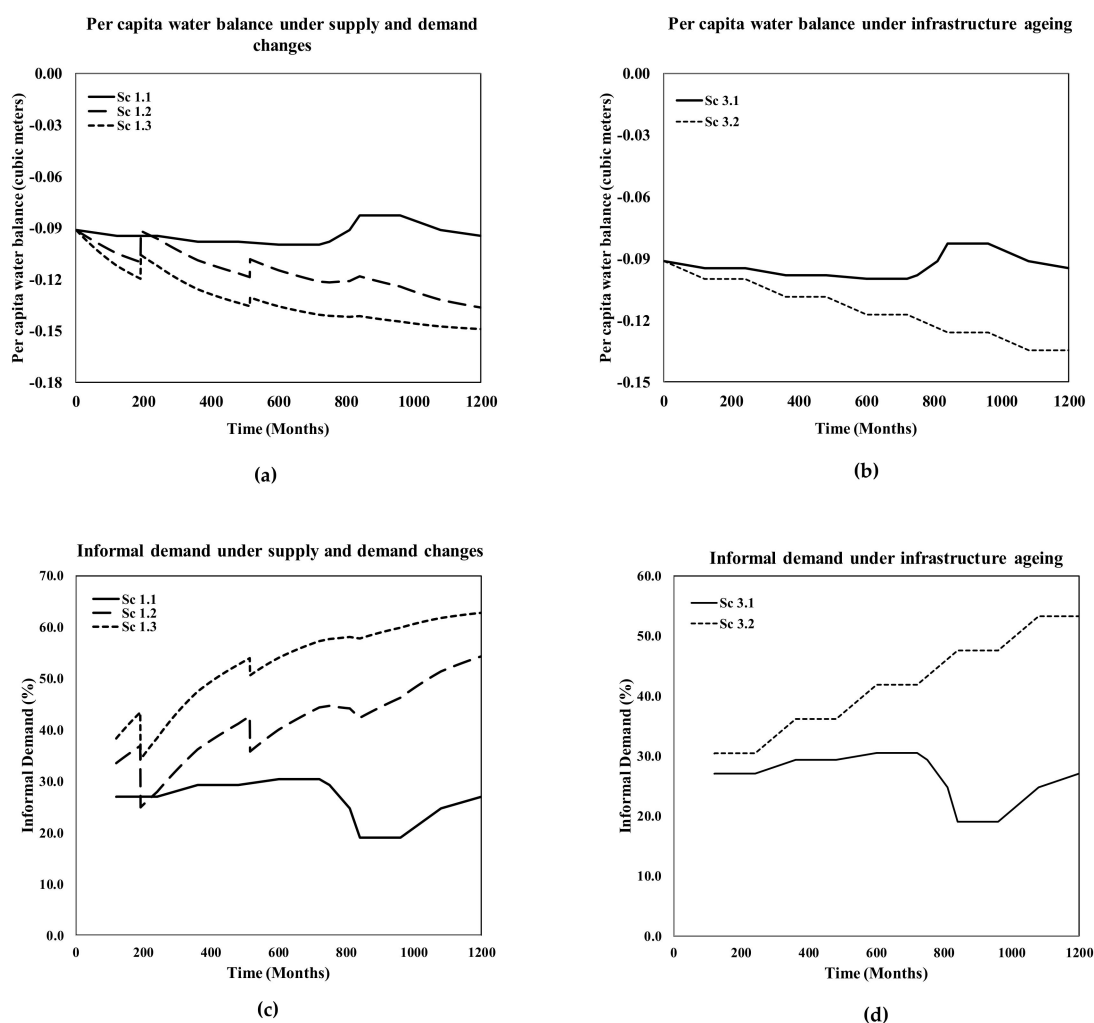 Per capita water balance under supply and demand
changes
Per capita water balance (cubic meters)
0.00
-0.03
-0.06
-0.09
-0.12
-0.15
-0.18
Sc 1.1
Sc 1.2
Sc 1.3
0 200 400 600 800 1000 1200
Time (Months)
(a)
Per capita water balance under infrastructure ageing
Per capita water balance (cubic meters)
0.00
-0.03
-0.06
-0.09
-0.12
-0.15
Sc 3.1
Sc 3.2
0 200 400 600 800 1000 1200
Time (Months)
(b)
Informal demand under supply and demand changes
Informal Demand (%)
70.0
60.0
50.0
40.0
30.0
20.0
10.0
0.0
Sc 1.1
Sc 1.2
Sc 1.3
0 200 400 600 800 1000 1200
Time (Months)
(c)
Informal demand under infrastructure ageing
Informal Demand (%)
60.0
50.0
40.0
30.0
20.0
10.0
0.0
Sc 3.1
Sc 3.2
0 200 400 600 800 1000 1200
Time (Months)
(d)